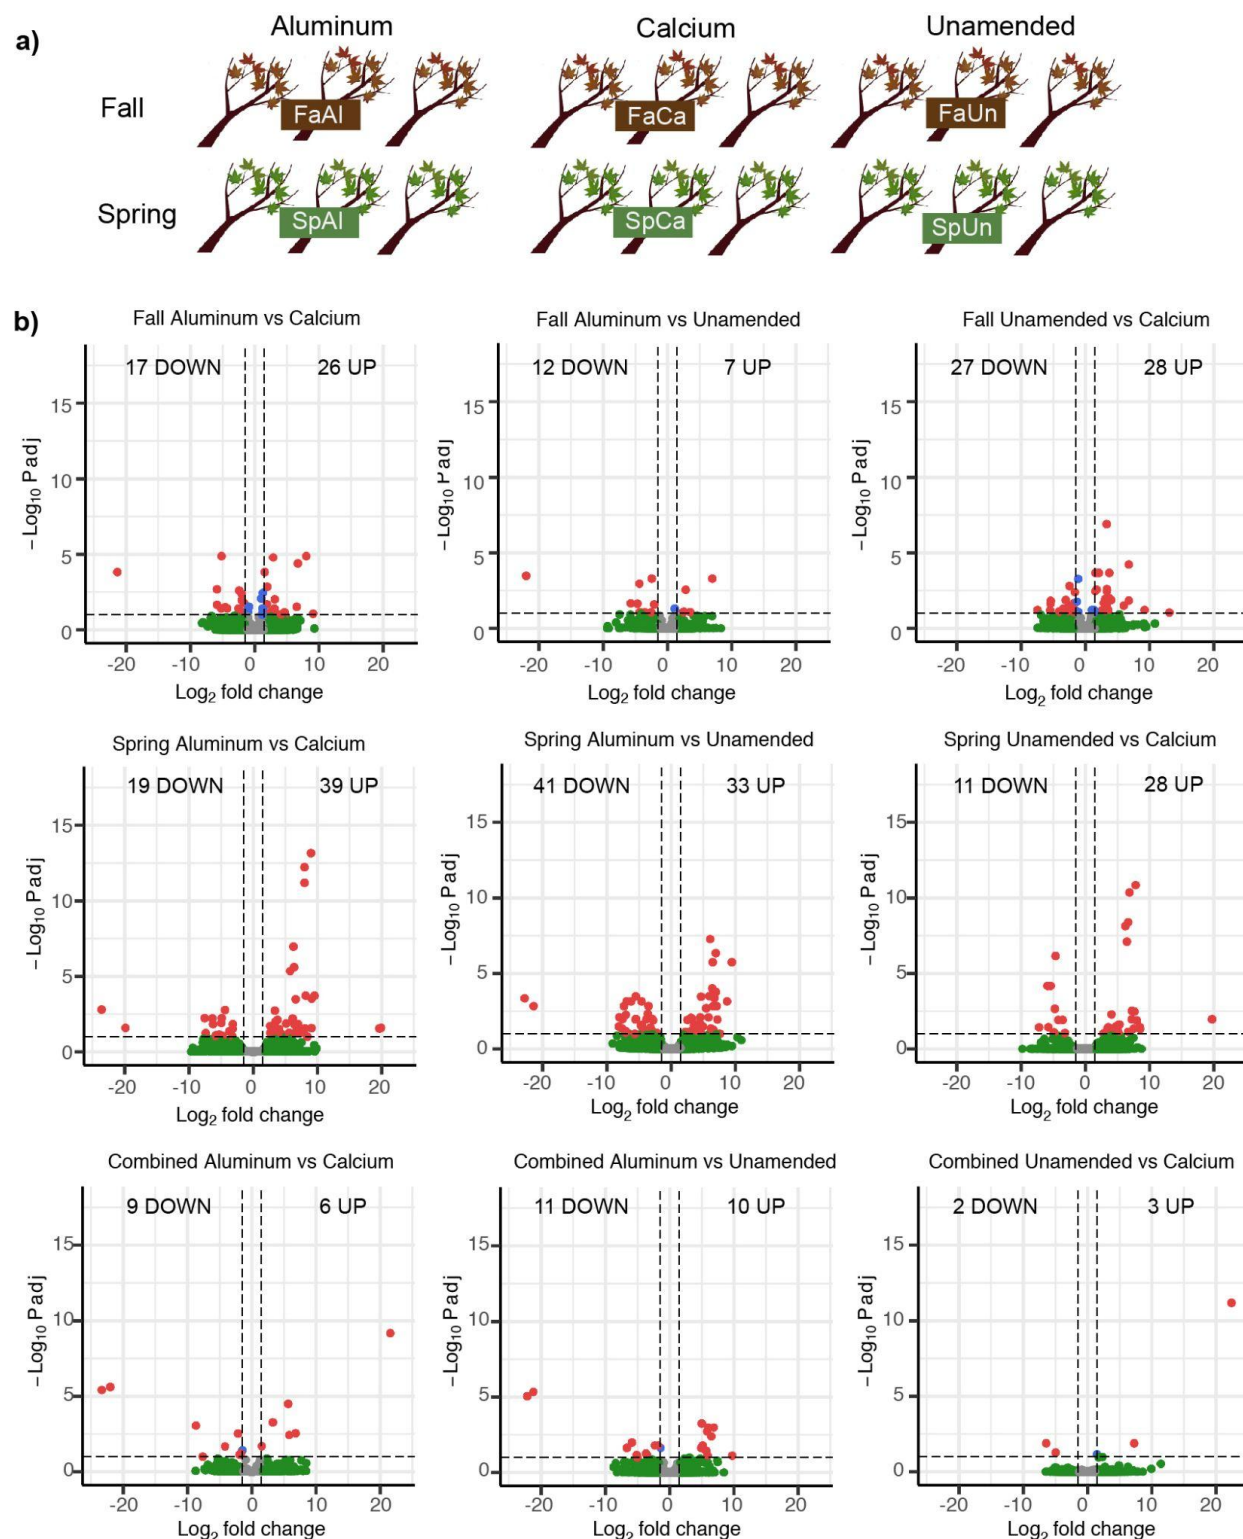 a)
Aluminum Calcium Unamended
Fall
FaAl FaCa FaUn
Spring
SpAl SpCa SpUn
b)
Fall Aluminum vs Calcium
17 DOWN 26 UP
15
10
5
0
−Log10 Padj
-20 -10 0 10 20
Log2 fold change
Fall Aluminum vs Unamended
12 DOWN 7 UP
15
10
5
0
−Log10 Padj
-20 -10 0 10 20
Log2 fold change
Fall Unamended vs Calcium
27 DOWN 28 UP
15
10
5
0
−Log10 Padj
-20 -10 0 10 20
Log2 fold change
Spring Aluminum vs Calcium
19 DOWN 39 UP
15
10
5
0
−Log10 Padj
-20 -10 0 10 20
Log2 fold change
Spring Aluminum vs Unamended
41 DOWN 33 UP
15
10
5
0
−Log10 Padj
-20 -10 0 10 20
Log2 fold change
Spring Unamended vs Calcium
11 DOWN 28 UP
15
10
5
0
−Log10 Padj
-20 -10 0 10 20
Log2 fold change
Combined Aluminum vs Calcium
9 DOWN 6 UP
15
10
5
0
−Log10 Padj
-20 -10 0 10 20
Log2 fold change
Combined Aluminum vs Unamended
11 DOWN 10 UP
15
10
5
0
−Log10 Padj
-20 -10 0 10 20
Log2 fold change
Combined Unamended vs Calcium
2 DOWN 3 UP
15
10
5
0
−Log10 Padj
-20 -10 0 10 20
Log2 fold change